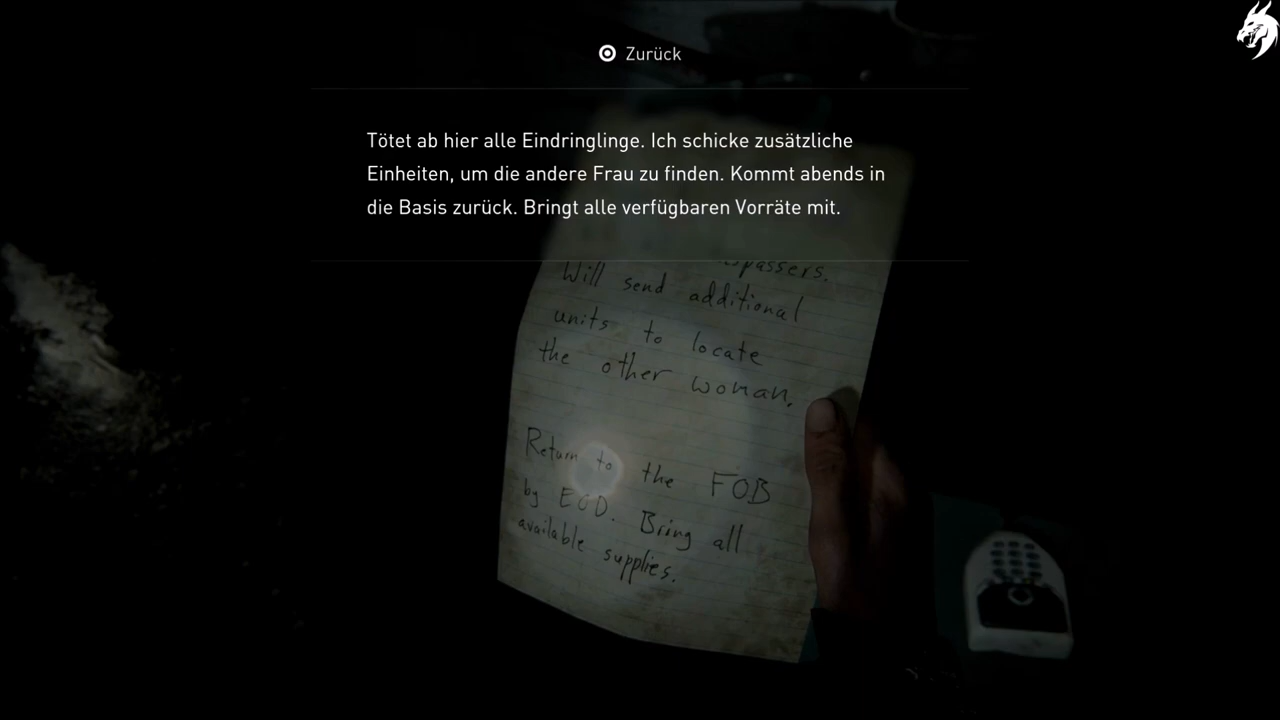 Zurück
Tötet ab hier alle Eindringlinge. Ich schicke zusätzliche
Einheiten, um die andere Frau zu finden. Kommt abends in
die Basis zurück. Bringt alle verfügbaren Vorräte mit.
Will send additional
units to locate
the other woman.
Return to the FOB
by EOD. Bring all
available supplies.